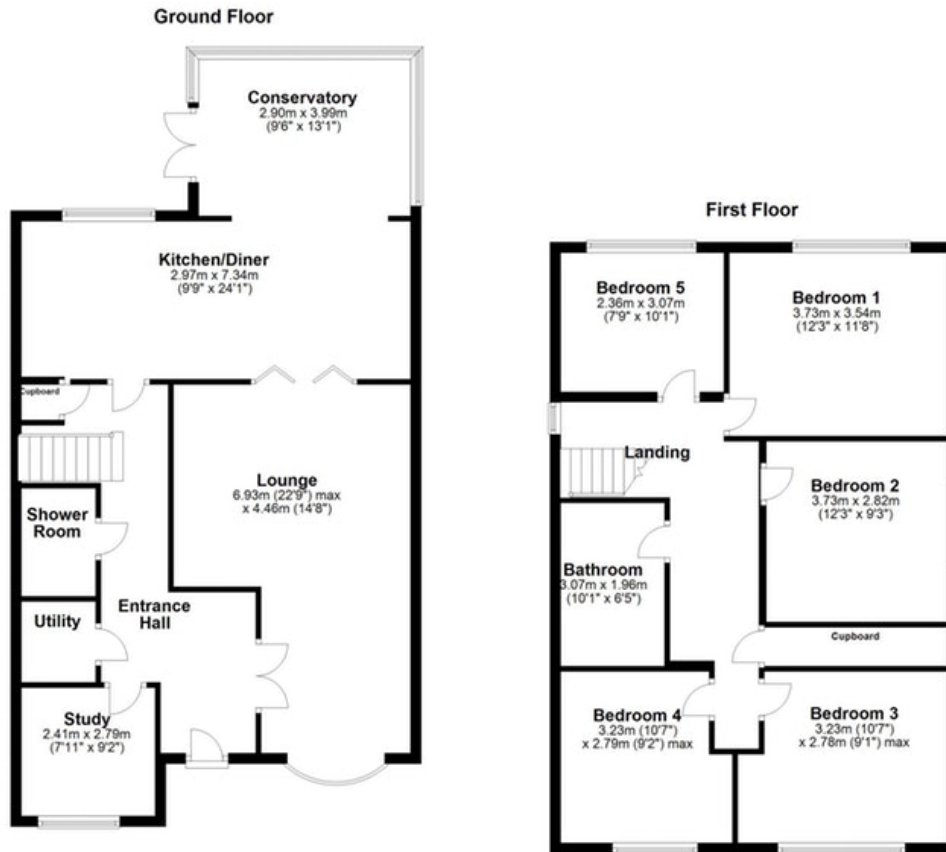 Ground Floor
Conservatory
2.90m x 3.99m
(9'6" x 13'1")
Kitchen/Diner
2.97m x 7.34m
(9'9" x 24'1")
Cupboard
Lounge
6.93m (22'9") max
x 4.46m (14'8")
Shower
Room
Utility
Entrance
Hall
Study
2.41m x 2.79m
(7'11" x 9'2")
First Floor
Bedroom 5
2.36m x 3.07m
(7'9" x 10'1")
Bedroom 1
3.73m x 3.54m
(12'3" x 11'8")
Landing
Bedroom 2
3.73m x 2.82m
(12'3" x 9'3")
Bathroom
3.07m x 1.96m
(10'1" x 6'5")
Cupboard
Bedroom 4
3.23m (10'7")
x 2.79m (9'2") max
Bedroom 3
3.23m (10'7")
x 2.78m (9'1") max